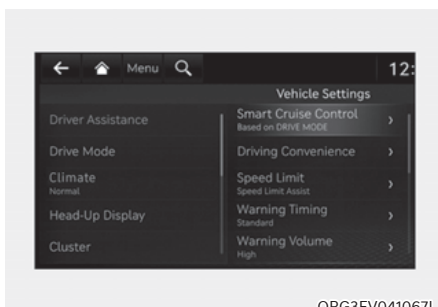 Menu
12:
Vehicle Settings
Driver Assistance
Drive Mode
Climate
Normal
Head-Up Display
Cluster
Smart Cruise Control
Based on DRIVE MODE
Driving Convenience
Speed Limit
Speed Limit Assist
Warning Timing
Standard
Warning Volume
High